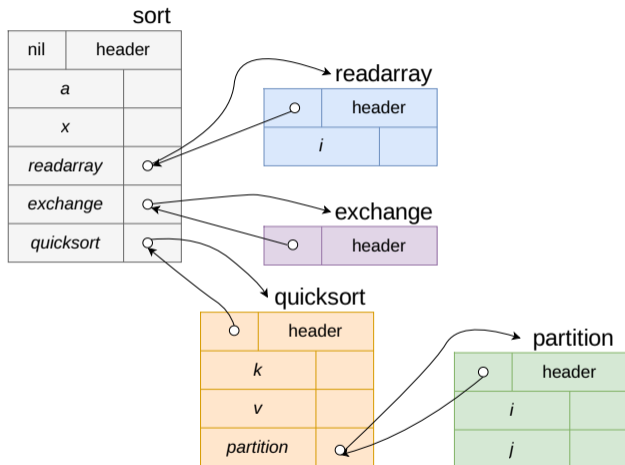 sort
nil header
a
x
readarray
exchange
quicksort
readarray
header
i
exchange
header
quicksort
header
k
v
partition
partition
header
i
j